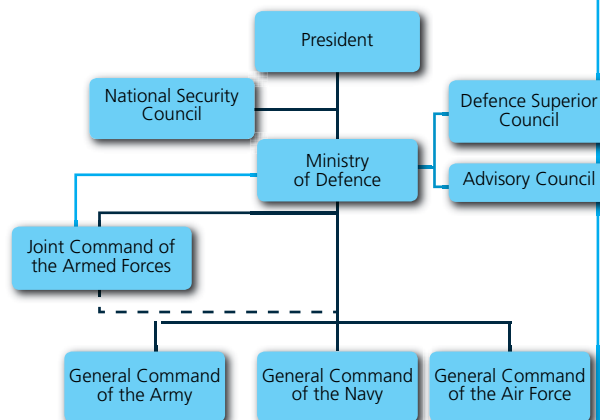 President
National Security
Council
Defence Superior
Council
Ministry
of Defence
Advisory Council
Joint Command of
the Armed Forces
General Command
of the Army
General Command
of the Navy
General Command
of the Air Force